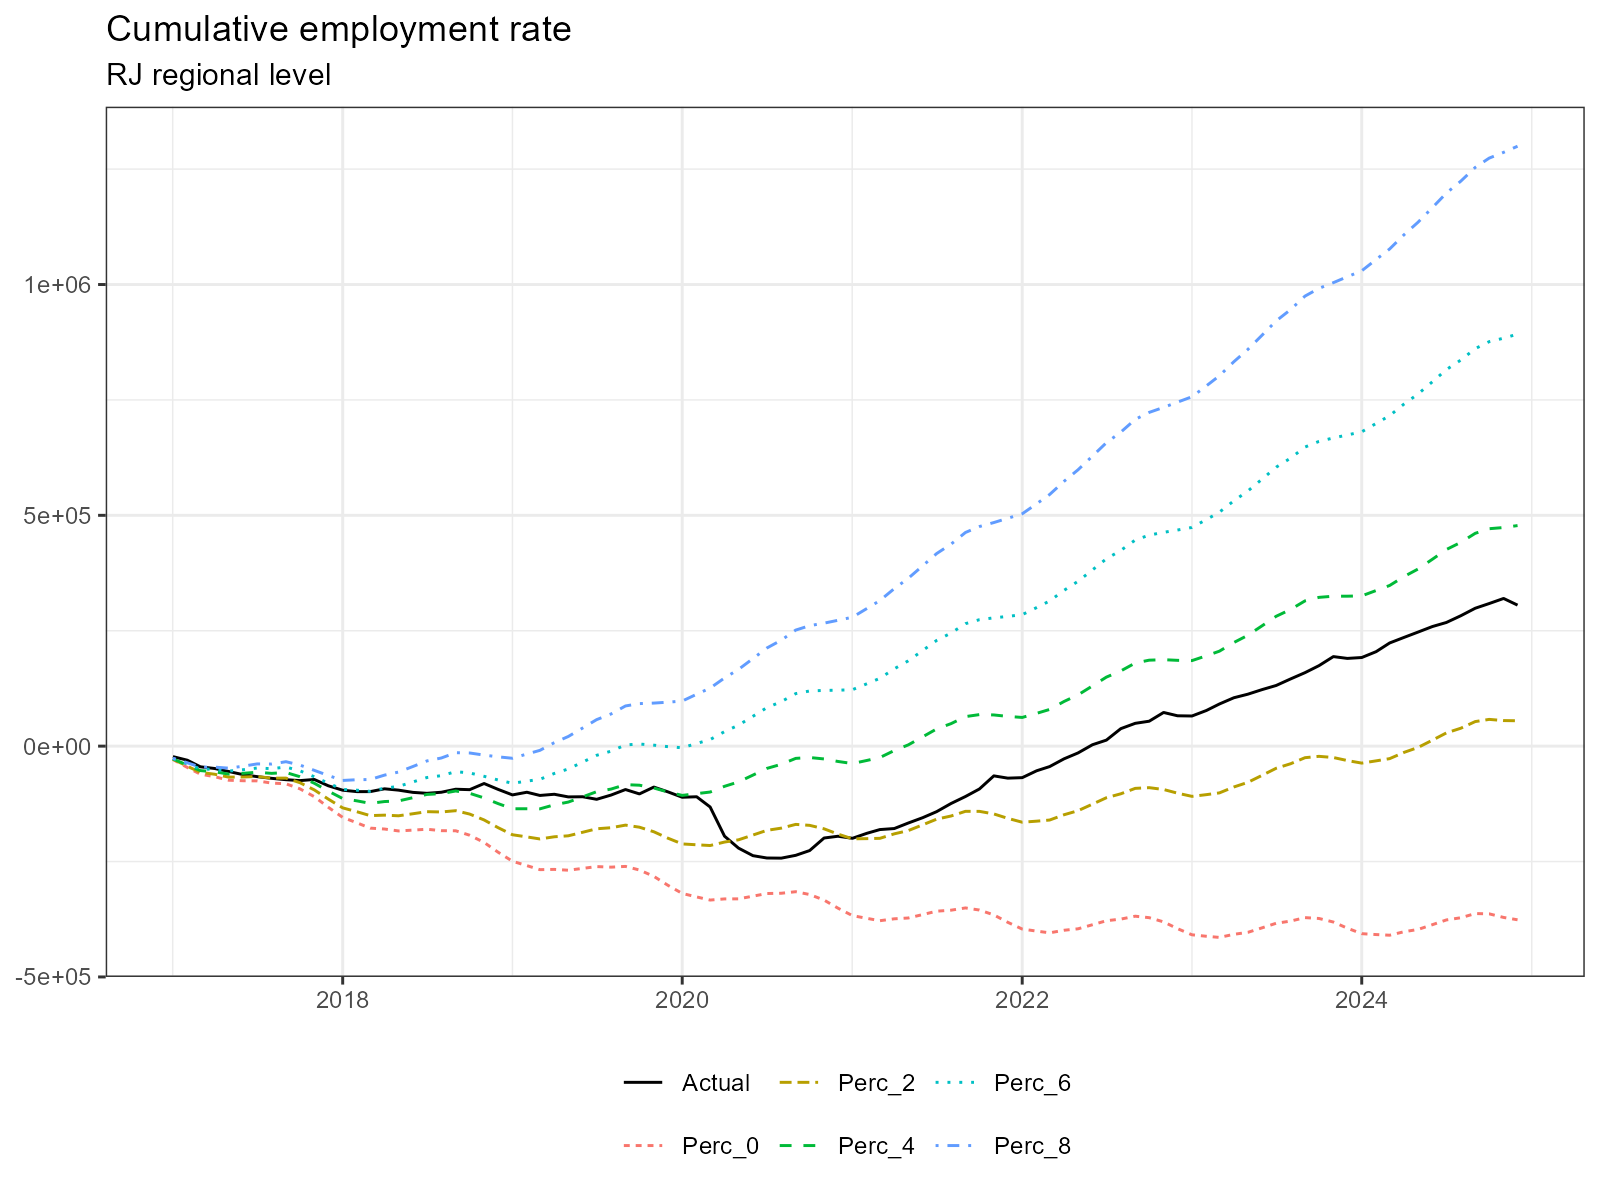 Cumulative employment rate
RJ regional level
1e+06
5e+05
0e+00
-5e+05
2018 2020 2022 2024
Actual Perc_2 Perc_6
Perc_0 Perc_4 Perc_8